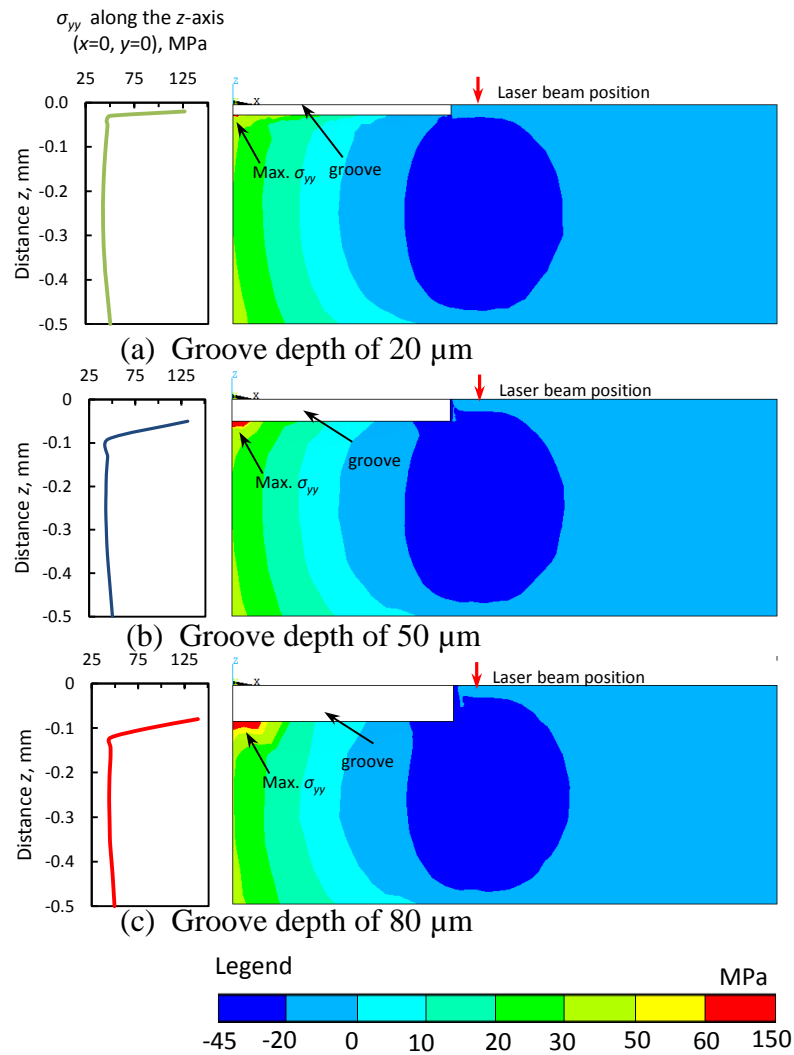 σyy along the z-axis
(x=0, y=0), MPa
25 75 125
0.0
-0.1
-0.2
-0.3
-0.4
-0.5
Distance z, mm
z
x
Laser beam position
Max. σyy
groove
(a) Groove depth of 20 µm
25 75 125
0
-0.1
-0.2
-0.3
-0.4
-0.5
Distance z, mm
z
x
Laser beam position
Max. σyy
groove
(b) Groove depth of 50 µm
25 75 125
0
-0.1
-0.2
-0.3
-0.4
-0.5
Distance z, mm
z
x
Laser beam position
groove
Max. σyy
(c) Groove depth of 80 µm
Legend
MPa
-45 -20 0 10 20 30 50 60 150